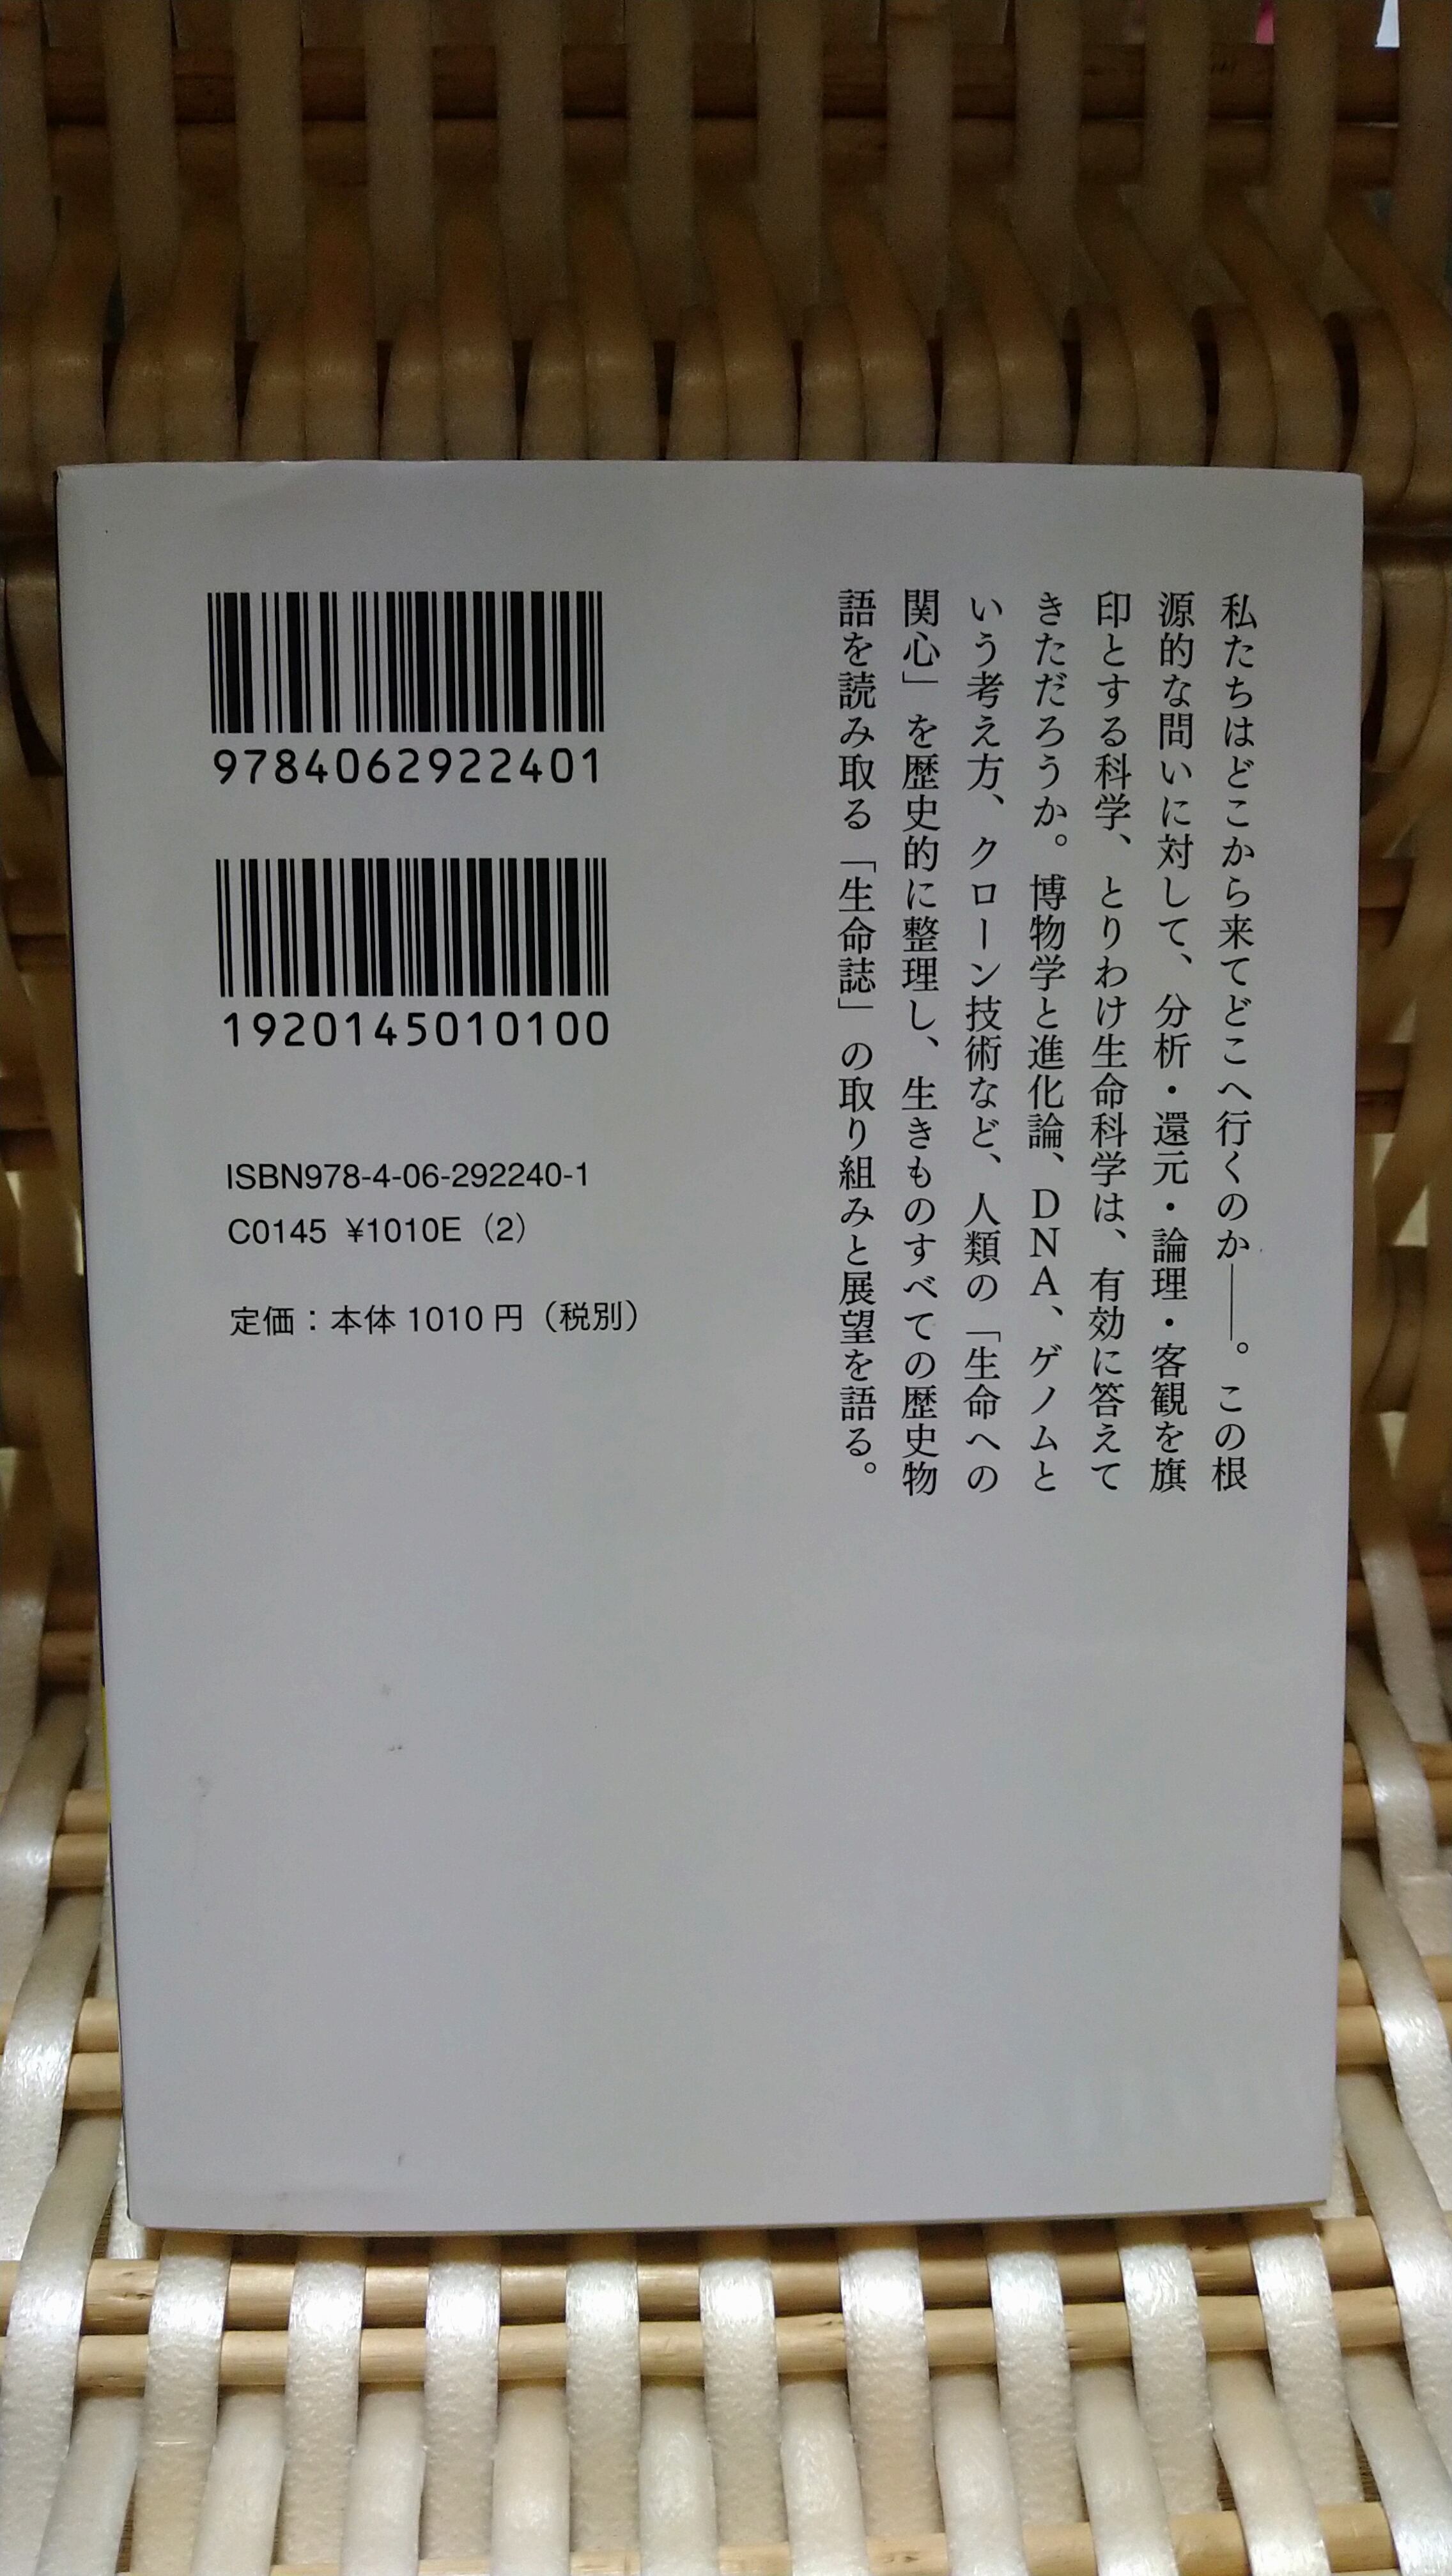 私たちはどこから来てどこへ行くのか――。この根
源的な問いに対して、分析・還元・論理・客観を旗
印とする科学、とりわけ生命科学は、有効に答えて
きただろうか。博物学と進化論、DNA、ゲノムと
いう考え方、クローン技術など、人類の「生命への
関心」を歴史的に整理し、生きものすべての歴史物
語を読み取る「生命誌」の取り組みと展望を語る。
9784062922401
1920145010100
ISBN978-4-06-292240-1
C0145 ¥1010E（2）
定価：本体1010円（税別）